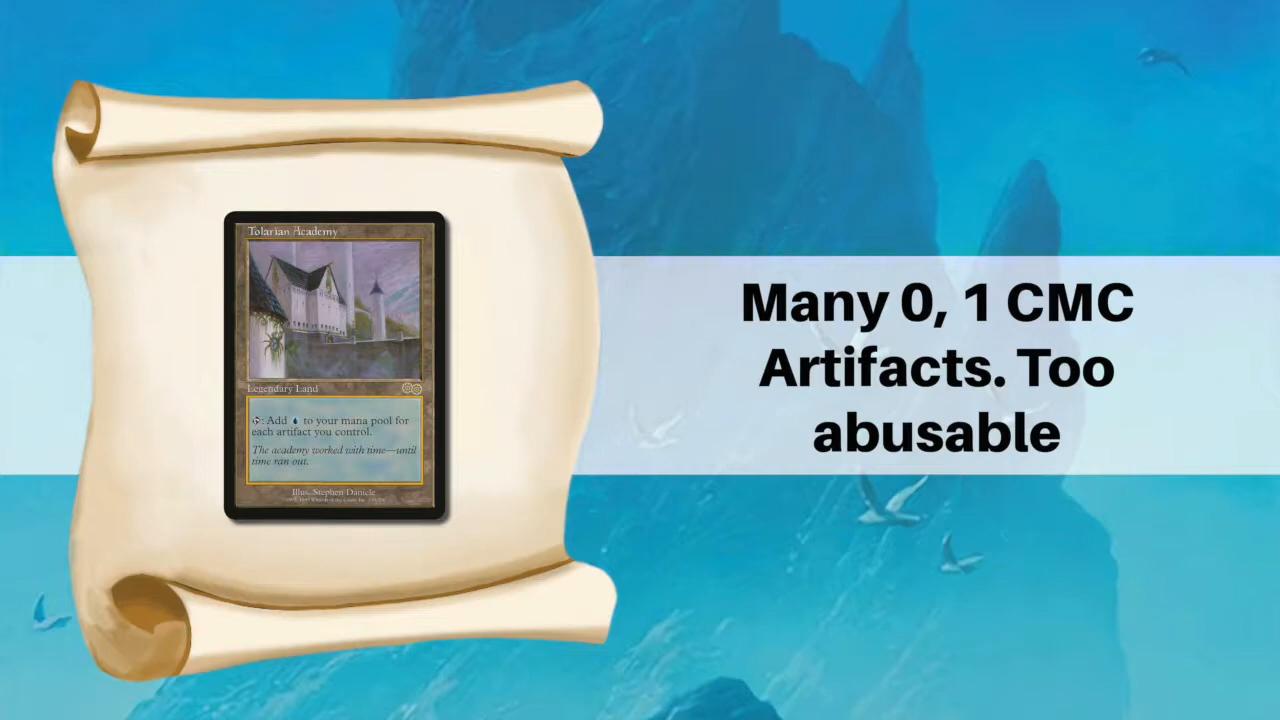 Tolarian Academy
Legendary Land
: Add to your mana pool for
each artifact you control.
The academy worked with time—until
time ran out.
Illus. Stephen Daniele
Many 0, 1 CMC
Artifacts. Too
abusable